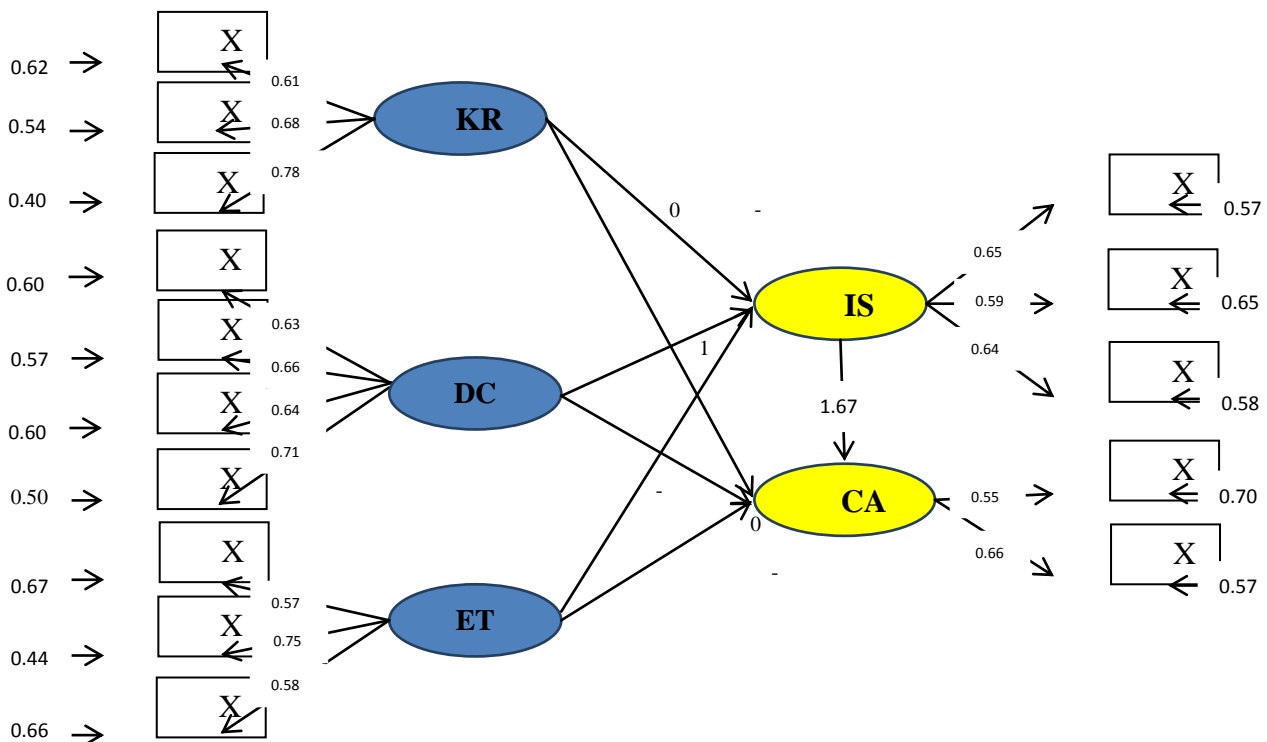 X
0.62
0.61
X
0.54
0.68
KR
X
0.40
0.78
X
0.60
0.63
X
0.57
0.66
X
0.60
0.64
DC
X
0.50
0.71
X
0.67
0.57
X
0.44
0.75
ET
X
0.66
0.58
0 -
1
-
0
-
IS
1.67
CA
0.65
X
0.57
0.59
X
0.65
0.64
X
0.58
0.55
X
0.70
0.66
X
0.57